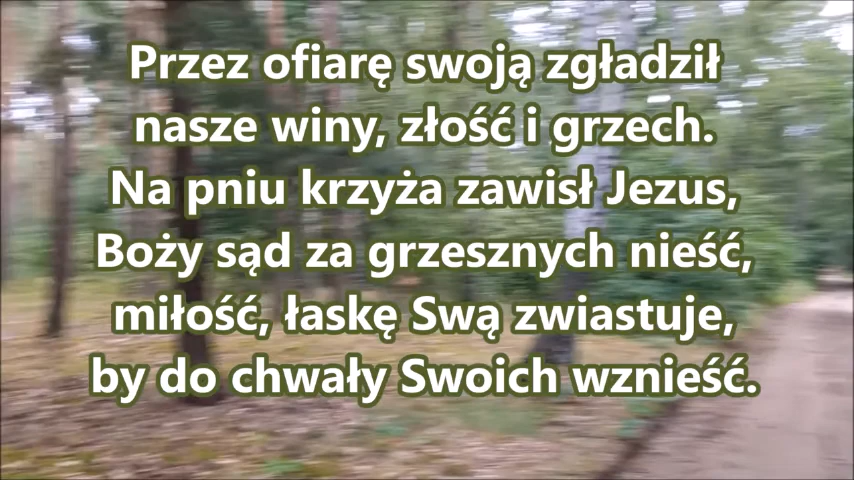 Przez ofiarę swoją zgładził
nasze winy, złość i grzech.
Na pniu krzyża zawisł Jezus,
Boży sąd za grzesznych nieść,
miłość, łaskę Swą zwiastuje,
by do chwały Swoich wznieść.